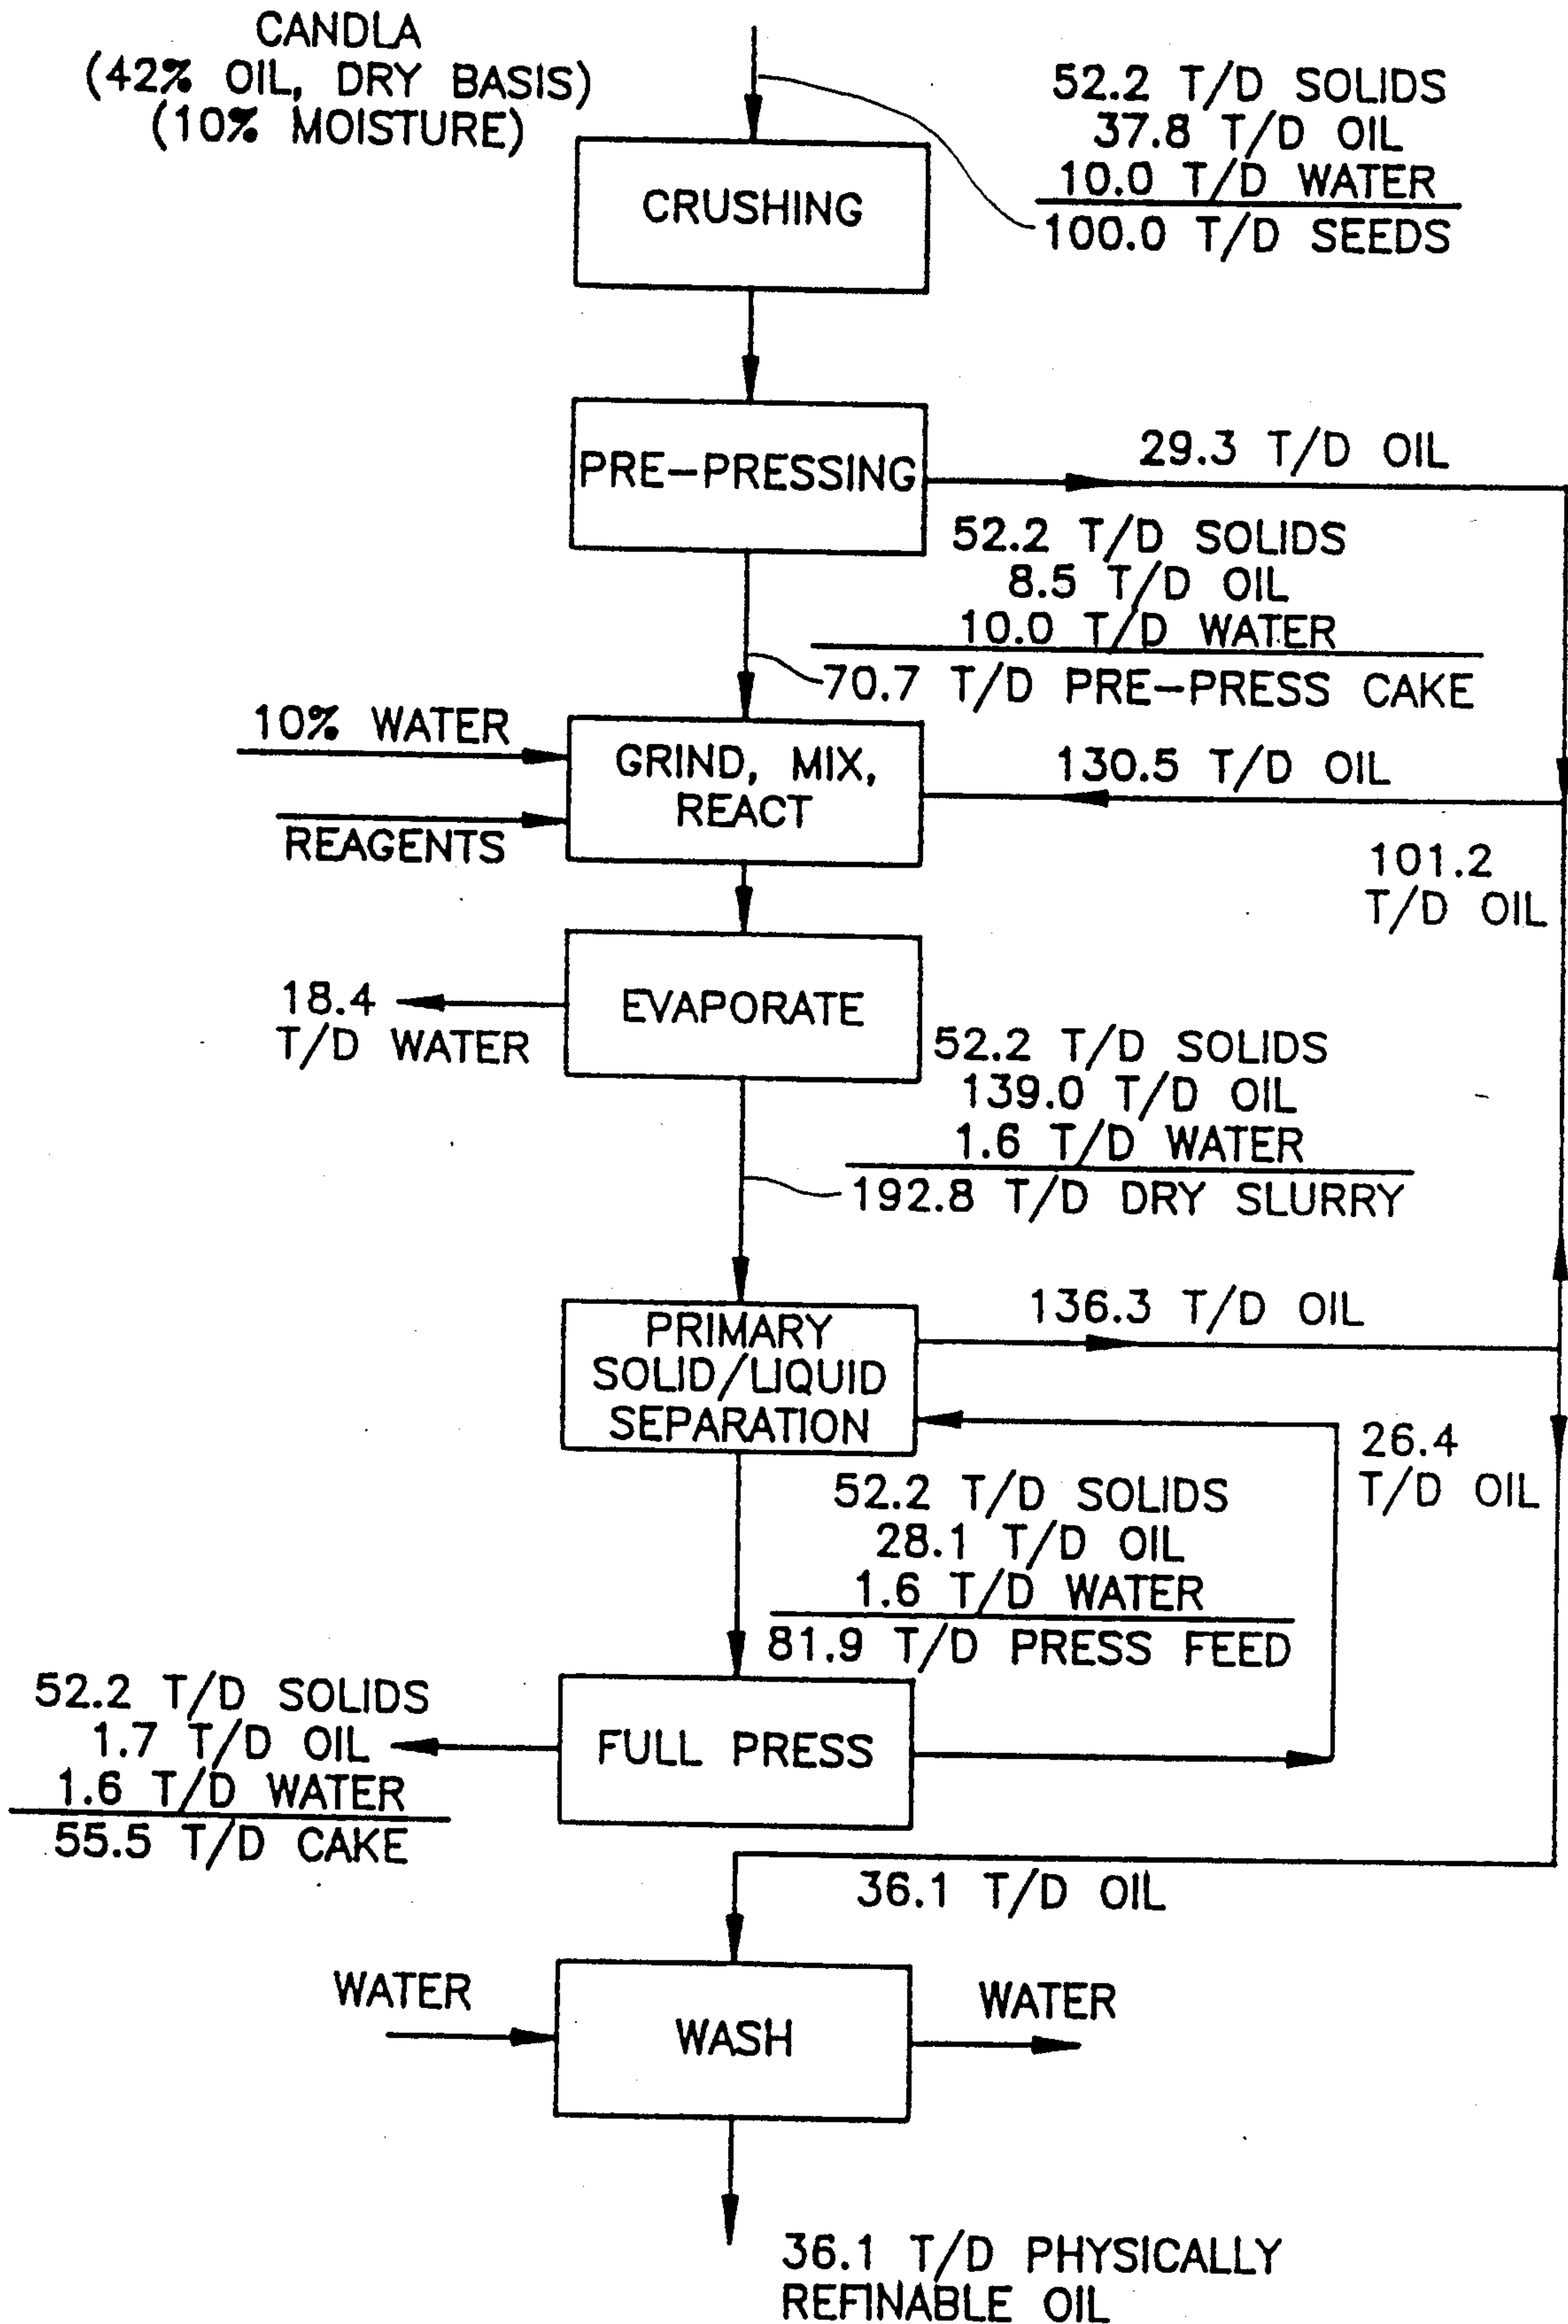 CANDLA
(42% OIL, DRY BASIS)
(10% MOISTURE)
52.2 T/D SOLIDS
37.8 T/D OIL
10.0 T/D WATER
100.0 T/D SEEDS
CRUSHING
PRE-PRESSING
29.3 T/D OIL
52.2 T/D SOLIDS
8.5 T/D OIL
10.0 T/D WATER
70.7 T/D PRE-PRESS CAKE
10% WATER
REAGENTS
GRIND, MIX,
REACT
130.5 T/D OIL
101.2
T/D OIL
EVAPORATE
18.4
T/D WATER
52.2 T/D SOLIDS
139.0 T/D OIL
1.6 T/D WATER
192.8 T/D DRY SLURRY
PRIMARY
SOLID/LIQUID
SEPARATION
136.3 T/D OIL
26.4
T/D OIL
52.2 T/D SOLIDS
28.1 T/D OIL
1.6 T/D WATER
81.9 T/D PRESS FEED
FULL PRESS
52.2 T/D SOLIDS
1.7 T/D OIL
1.6 T/D WATER
55.5 T/D CAKE
36.1 T/D OIL
WATER
WASH
WATER
36.1 T/D PHYSICALLY
REFINABLE OIL